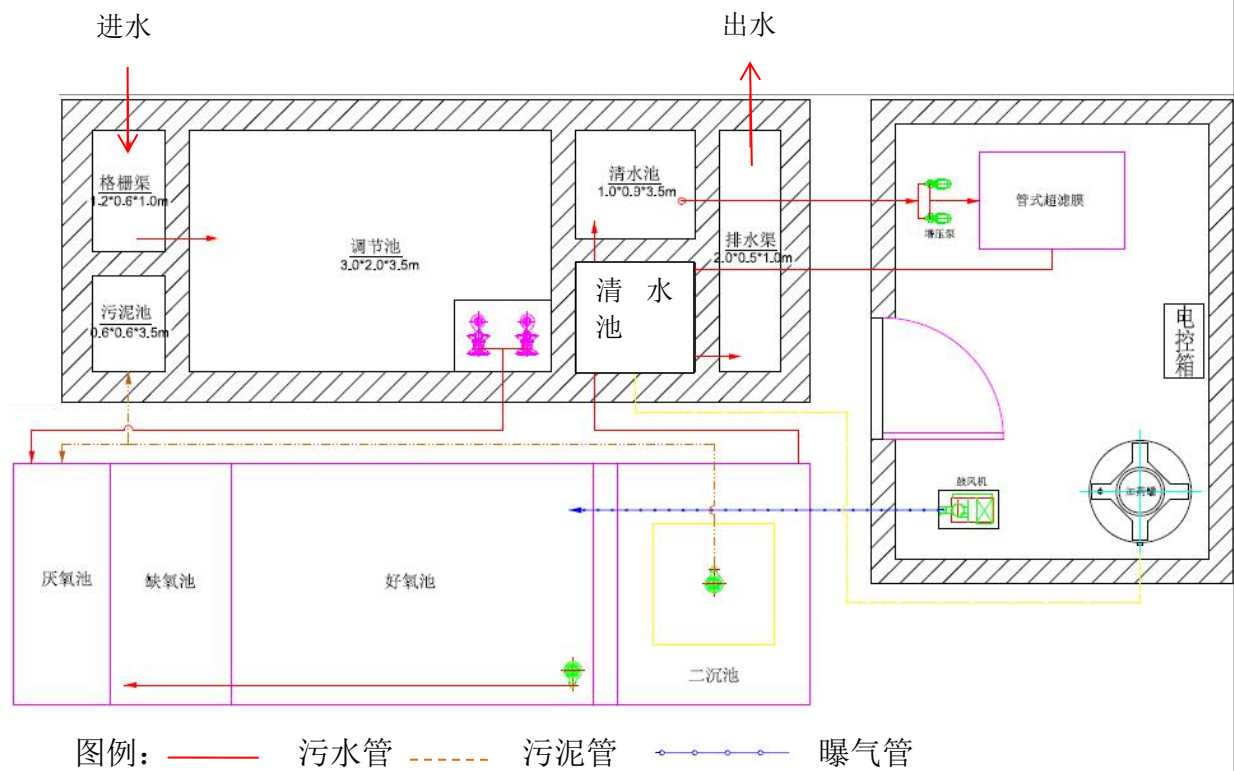 进水
出水
格栅渠
1.2*0.6*1.0m
清水池
1.0*0.9*3.5m
管式超滤膜
增压泵
调节池
3.0*2.0*3.5m
排水渠
2.0*0.5*1.0m
污泥池
0.6*0.6*3.5m
清 水
池
电控箱
鼓风机
加药罐
厌氧池
缺氧池
好氧池
二沉池
图例: 污水管 污泥管 曝气管